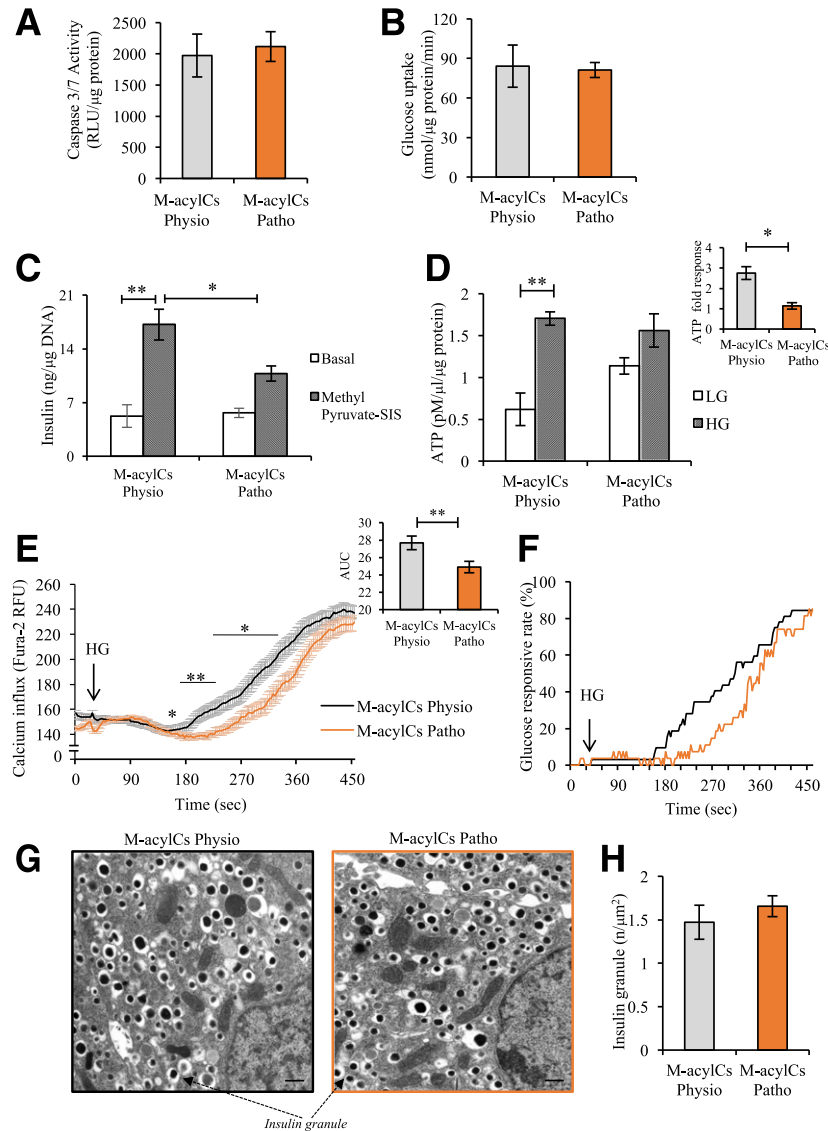 A
Caspase 3/7 Activity
(RLU/µg protein)
2500
2000
1500
1000
500
0
M-acylCs
Physio
M-acylCs
Patho
B
Glucose uptake
(nmol/µg protein/min)
120
90
60
30
0
M-acylCs
Physio
M-acylCs
Patho
C
Insulin (ng/µg DNA)
21
14
7
0
**
*
M-acylCs
Physio
M-acylCs
Patho
Basal
Methyl
Pyruvate-SIS
D
ATP (pM/µl/µg protein)
2
1.5
1
0.5
0
**
M-acylCs
Physio
M-acylCs
Patho
ATP fold response
4
3
2
1
0
*
M-acylCs
Physio
M-acylCs
Patho
LG
HG
E
Calcium influx (Fura-2 RFU)
260
240
220
200
180
160
140
0
HG
*
**
*
0
90
180
270
360
450
Time (sec)
M-acylCs Physio
M-acylCs Patho
AUC
30
28
26
24
22
20
**
M-acylCs
Physio
M-acylCs
Patho
F
Glucose responsive rate (%)
100
80
60
40
20
0
HG
0
90
180
270
360
450
Time (sec)
G
M-acylCs Physio
M-acylCs Patho
Insulin granule
H
Insulin granule (n/µm²)
2
1.5
1
0.5
0
M-acylCs
Physio
M-acylCs
Patho